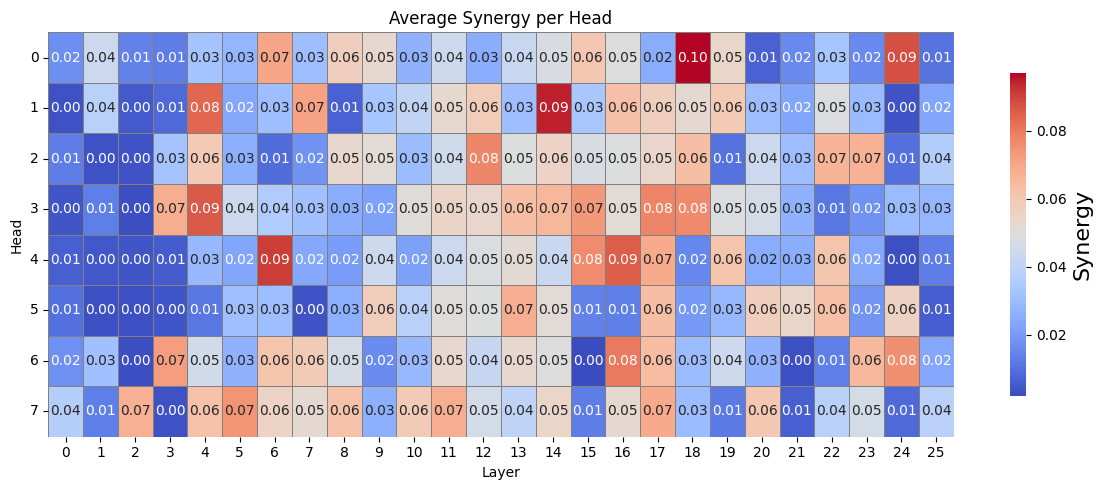 Average Synergy per Head
0 0.02 0.04 0.01 0.01 0.03 0.03 0.07 0.03 0.06 0.05 0.03 0.04 0.03 0.04 0.05 0.06 0.05 0.02 0.10 0.05 0.01 0.02 0.03 0.02 0.09 0.01
1 0.00 0.04 0.00 0.01 0.08 0.02 0.03 0.07 0.01 0.03 0.04 0.05 0.06 0.03 0.09 0.03 0.06 0.06 0.05 0.06 0.03 0.02 0.05 0.03 0.00 0.02
2 0.01 0.00 0.00 0.03 0.06 0.03 0.01 0.02 0.05 0.05 0.03 0.04 0.08 0.05 0.06 0.05 0.05 0.05 0.06 0.01 0.04 0.03 0.07 0.07 0.01 0.04
3 0.00 0.01 0.00 0.07 0.09 0.04 0.04 0.03 0.03 0.02 0.05 0.05 0.05 0.06 0.07 0.07 0.05 0.08 0.08 0.05 0.05 0.03 0.01 0.02 0.03 0.03
4 0.01 0.00 0.00 0.01 0.03 0.02 0.09 0.02 0.02 0.04 0.02 0.04 0.05 0.05 0.04 0.08 0.09 0.07 0.02 0.06 0.02 0.03 0.06 0.02 0.00 0.01
5 0.01 0.00 0.00 0.00 0.01 0.03 0.03 0.00 0.03 0.06 0.04 0.05 0.05 0.07 0.05 0.01 0.01 0.06 0.02 0.03 0.06 0.05 0.06 0.02 0.06 0.01
6 0.02 0.03 0.00 0.07 0.05 0.03 0.06 0.06 0.05 0.02 0.03 0.05 0.04 0.05 0.05 0.00 0.08 0.06 0.03 0.04 0.03 0.00 0.01 0.06 0.08 0.02
7 0.04 0.01 0.07 0.00 0.06 0.07 0.06 0.05 0.06 0.03 0.06 0.07 0.05 0.04 0.05 0.01 0.05 0.07 0.03 0.01 0.06 0.01 0.04 0.05 0.01 0.04
0 1 2 3 4 5 6 7 8 9 10 11 12 13 14 15 16 17 18 19 20 21 22 23 24 25
Layer
Head
0.08
0.06
0.04
0.02
Synergy